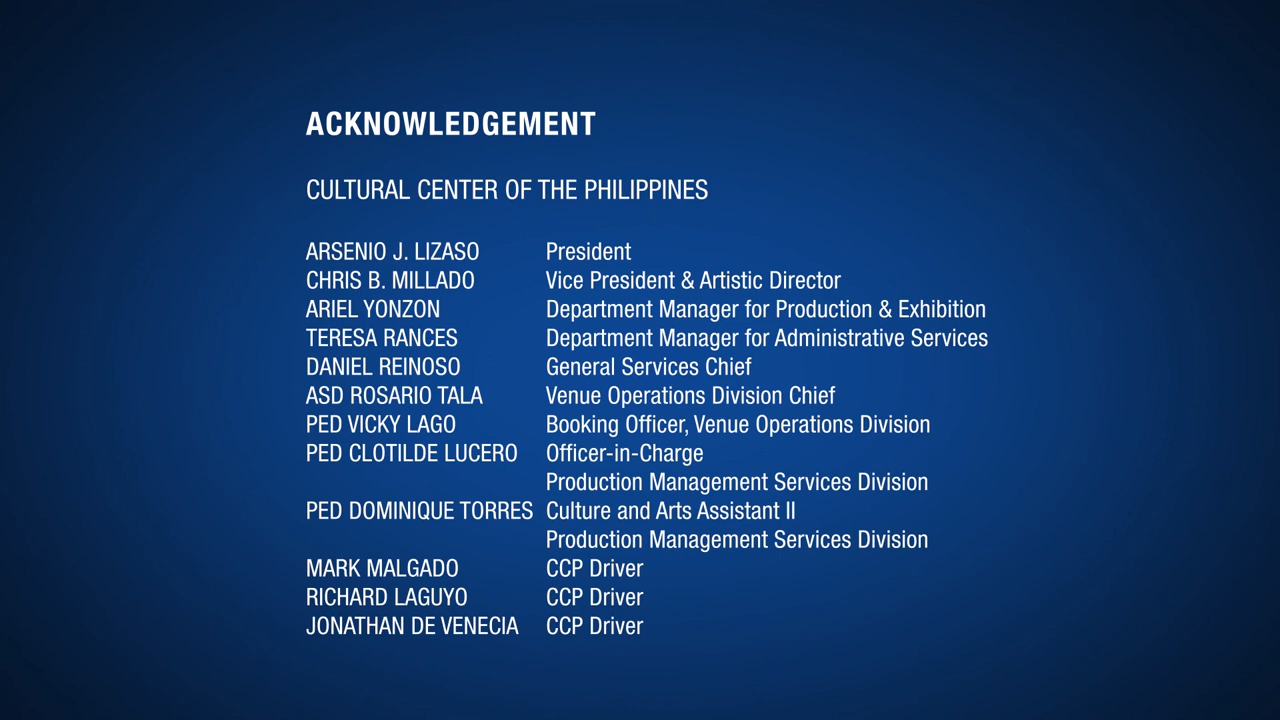 ACKNOWLEDGEMENT
CULTURAL CENTER OF THE PHILIPPINES
ARSENIO J. LIZASO President
CHRIS B. MILLADO Vice President & Artistic Director
ARIEL YONZON Department Manager for Production & Exhibition
TERESA RANCES Department Manager for Administrative Services
DANIEL REINOSO General Services Chief
ASD ROSARIO TALA Venue Operations Division Chief
PED VICKY LAGO Booking Officer, Venue Operations Division
PED CLOTILDE LUCERO Officer-in-Charge
Production Management Services Division
PED DOMINIQUE TORRES Culture and Arts Assistant II
Production Management Services Division
MARK MALGADO CCP Driver
RICHARD LAGUYO CCP Driver
JONATHAN DE VENECIA CCP Driver